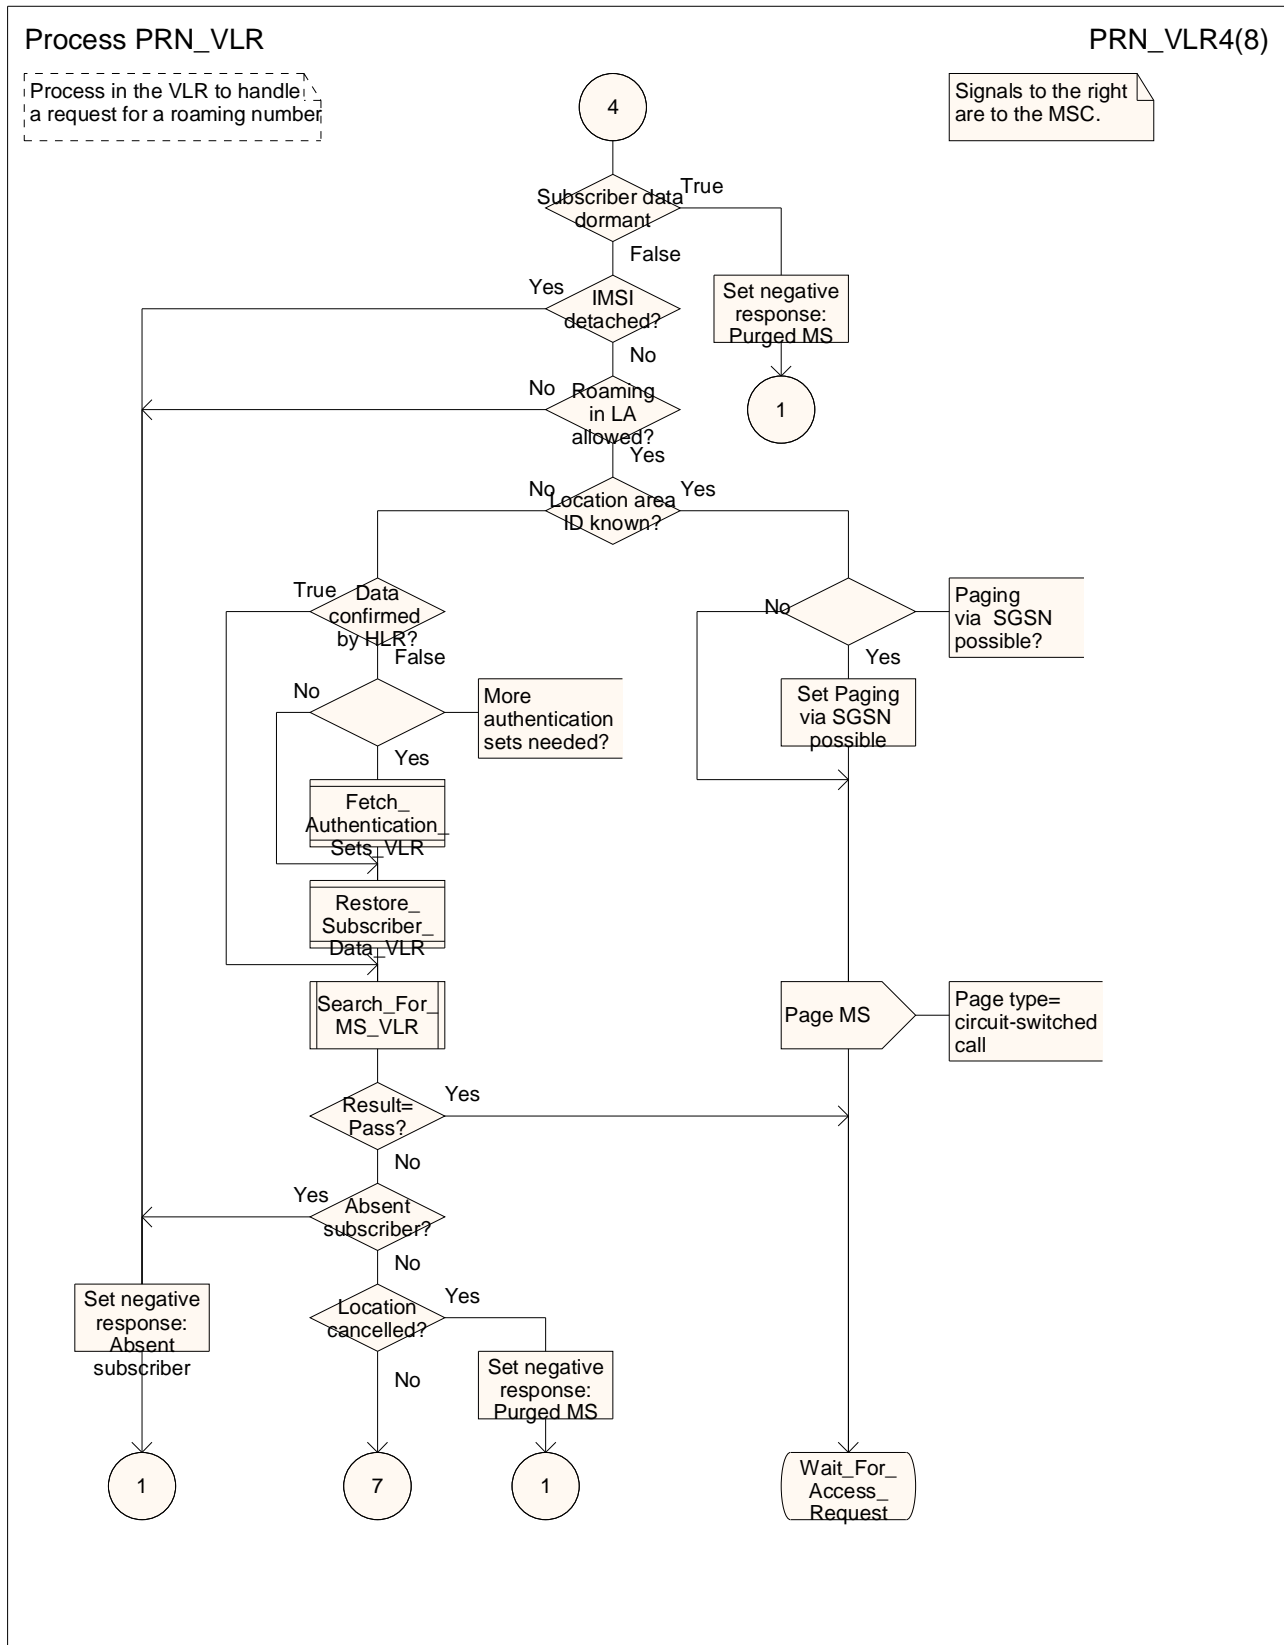 Process PRN_VLR
PRN_VLR4(8)
Process in the VLR to handle
a request for a roaming number
4
Signals to the right
are to the MSC.
Subscriber data
dormant
True
False
Yes
IMSI
detached?
Set negative
response:
Purged MS
No
No
Roaming
in LA
allowed?
1
Yes
No
Location area
ID known?
Yes
True
Data
confirmed
by HLR?
No
Paging
via SGSN
possible?
False
Yes
No
More
authentication
sets needed?
Set Paging
via SGSN
possible
Yes
Fetch_
Authentication_
Sets_VLR
Restore_
Subscriber_
Data_VLR
Search_For_
MS_VLR
Page MS
Page type=
circuit-switched
call
Result=
Pass?
Yes
No
Yes
Absent
subscriber?
No
Set negative
response:
Absent
subscriber
Location
cancelled?
Yes
No
Set negative
response:
Purged MS
1
7
1
Wait_For_
Access_
Request